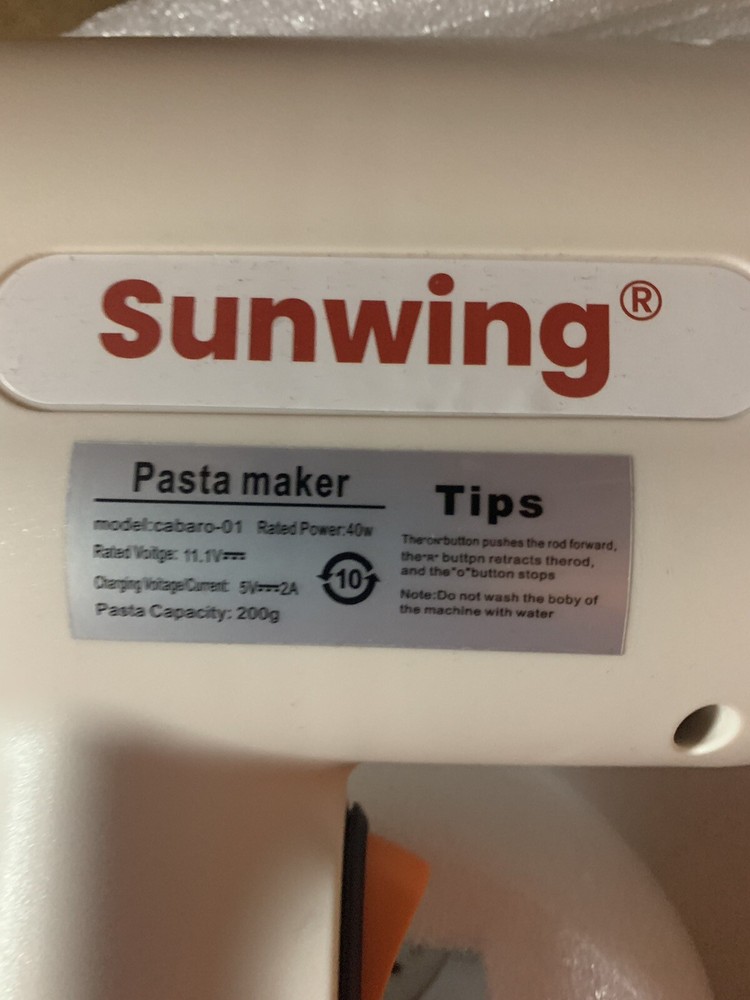 Sunwing®
Pasta maker
model:cabaro-01 Rated Power:40w
Rated Voltge: 11.1V
Charging Voltage/Current: 5V 2A
Pasta Capacity: 200g
10
Tips
button pushes the rod forward,
the"R" buttpn retracts therod,
and the"o"button stops
Note:Do not wash the boby of
the machine with water